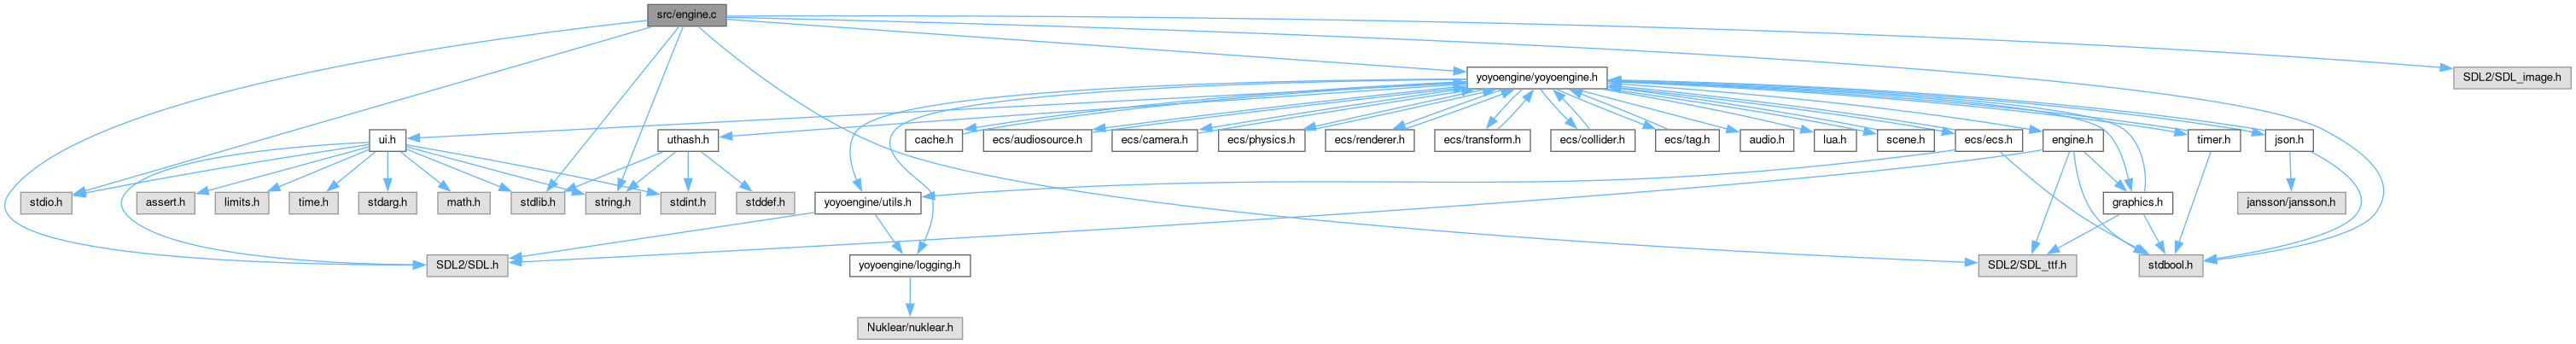 src/engine.c
yoyoengine/yoyoengine.h
SDL2/SDL_image.h
ui.h
uthash.h
cache.h
ecs/audiosource.h
ecs/camera.h
ecs/physics.h
ecs/renderer.h
ecs/transform.h
ecs/collider.h
ecs/tag.h
audio.h
lua.h
scene.h
ecs/ecs.h
engine.h
timer.h
json.h
stdio.h
assert.h
limits.h
time.h
stdarg.h
math.h
stdlib.h
string.h
stdint.h
stddef.h
yoyoengine/utils.h
graphics.h
jansson/jansson.h
SDL2/SDL.h
yoyoengine/logging.h
SDL2/SDL_ttf.h
stdbool.h
Nuklear/nuklear.h